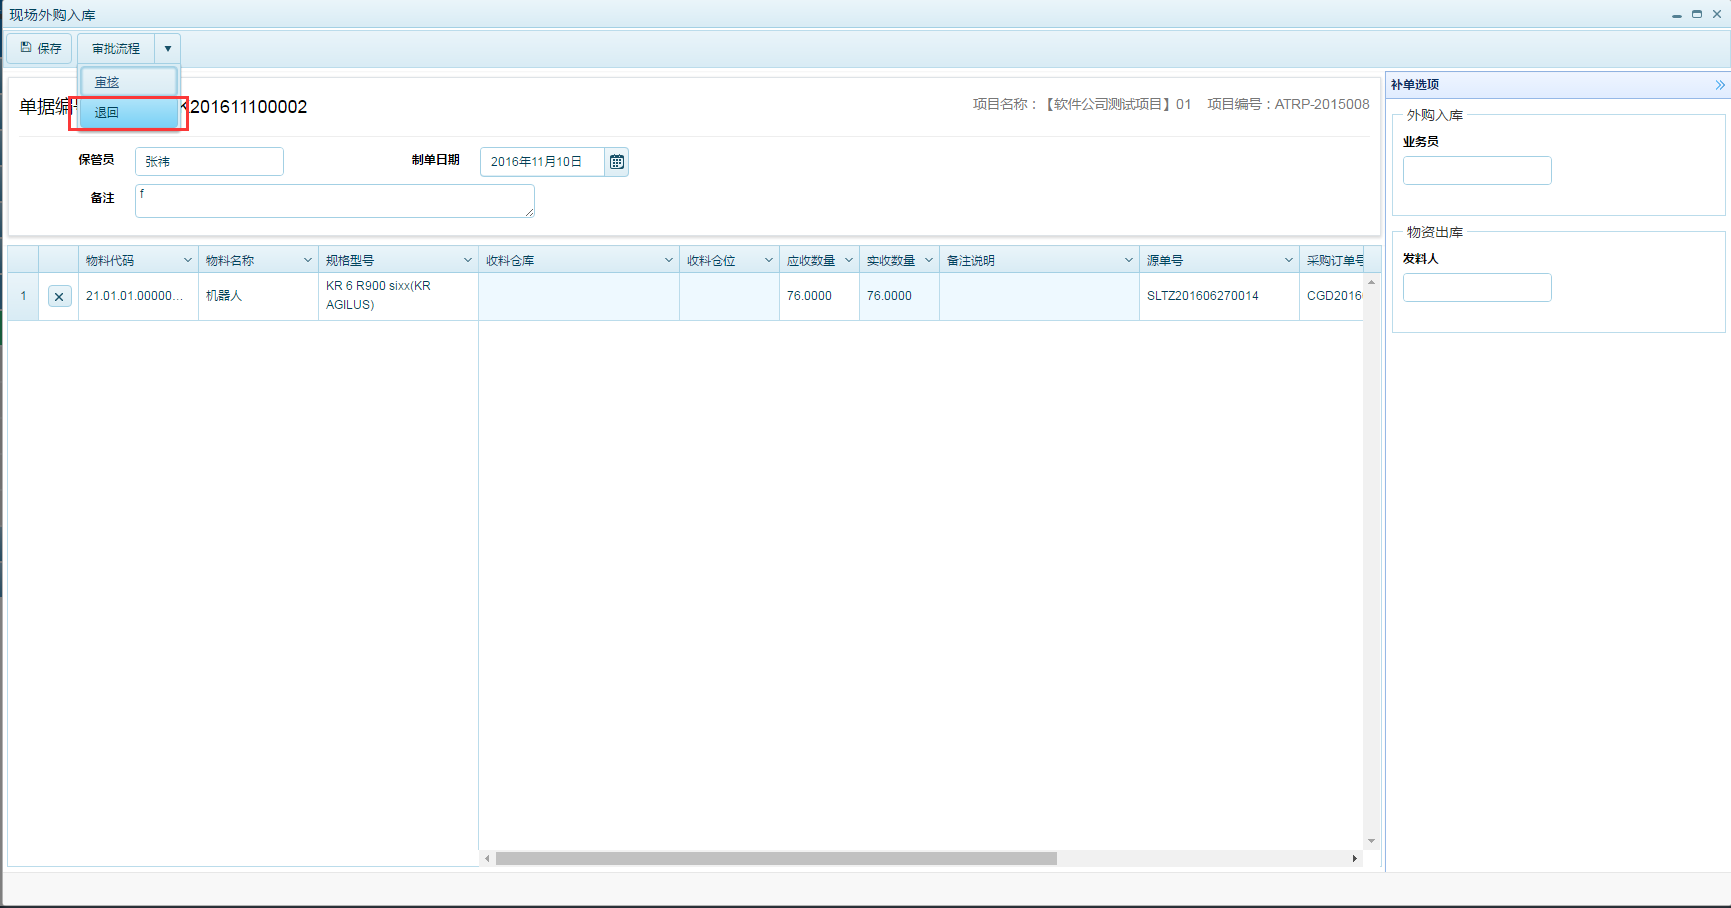 现场外购入库
保存
审批流程
审核
退回
单据编
K201611100002
项目名称：【软件公司测试项目】01 项目编号：ATRP-2015008
保管员 张祎 制单日期 2016年11月10日
备注 f
物料代码 物料名称 规格型号 收料仓库 收料仓位 应收数量 实收数量 备注说明 源单号 采购订单号
1 21.01.01.00000... 机器人 KR 6 R900 sixx(KR AGILUS) 76.0000 76.0000 SLTZ201606270014 CGD2016
补单选项
外购入库
业务员
物资出库
发料人